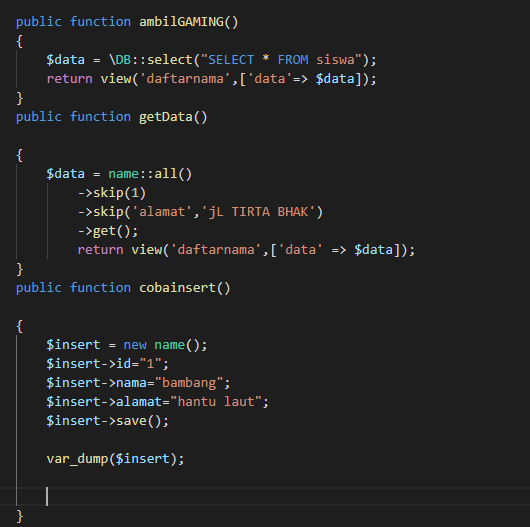 public function ambilGAMING()
{
    $data = \DB::select("SELECT * FROM siswa");
    return view('daftarnama',['data'=> $data]);
}
public function getData()

{
    $data = name::all()
        ->skip(1)
        ->skip('alamat','jL TIRTA BHAK')
        ->get();
        return view('daftarnama',['data' => $data]);
}
public function cobainsert()

{
    $insert = new name();
    $insert->id="1";
    $insert->nama="bambang";
    $insert->alamat="hantu laut";
    $insert->save();

    var_dump($insert);

}